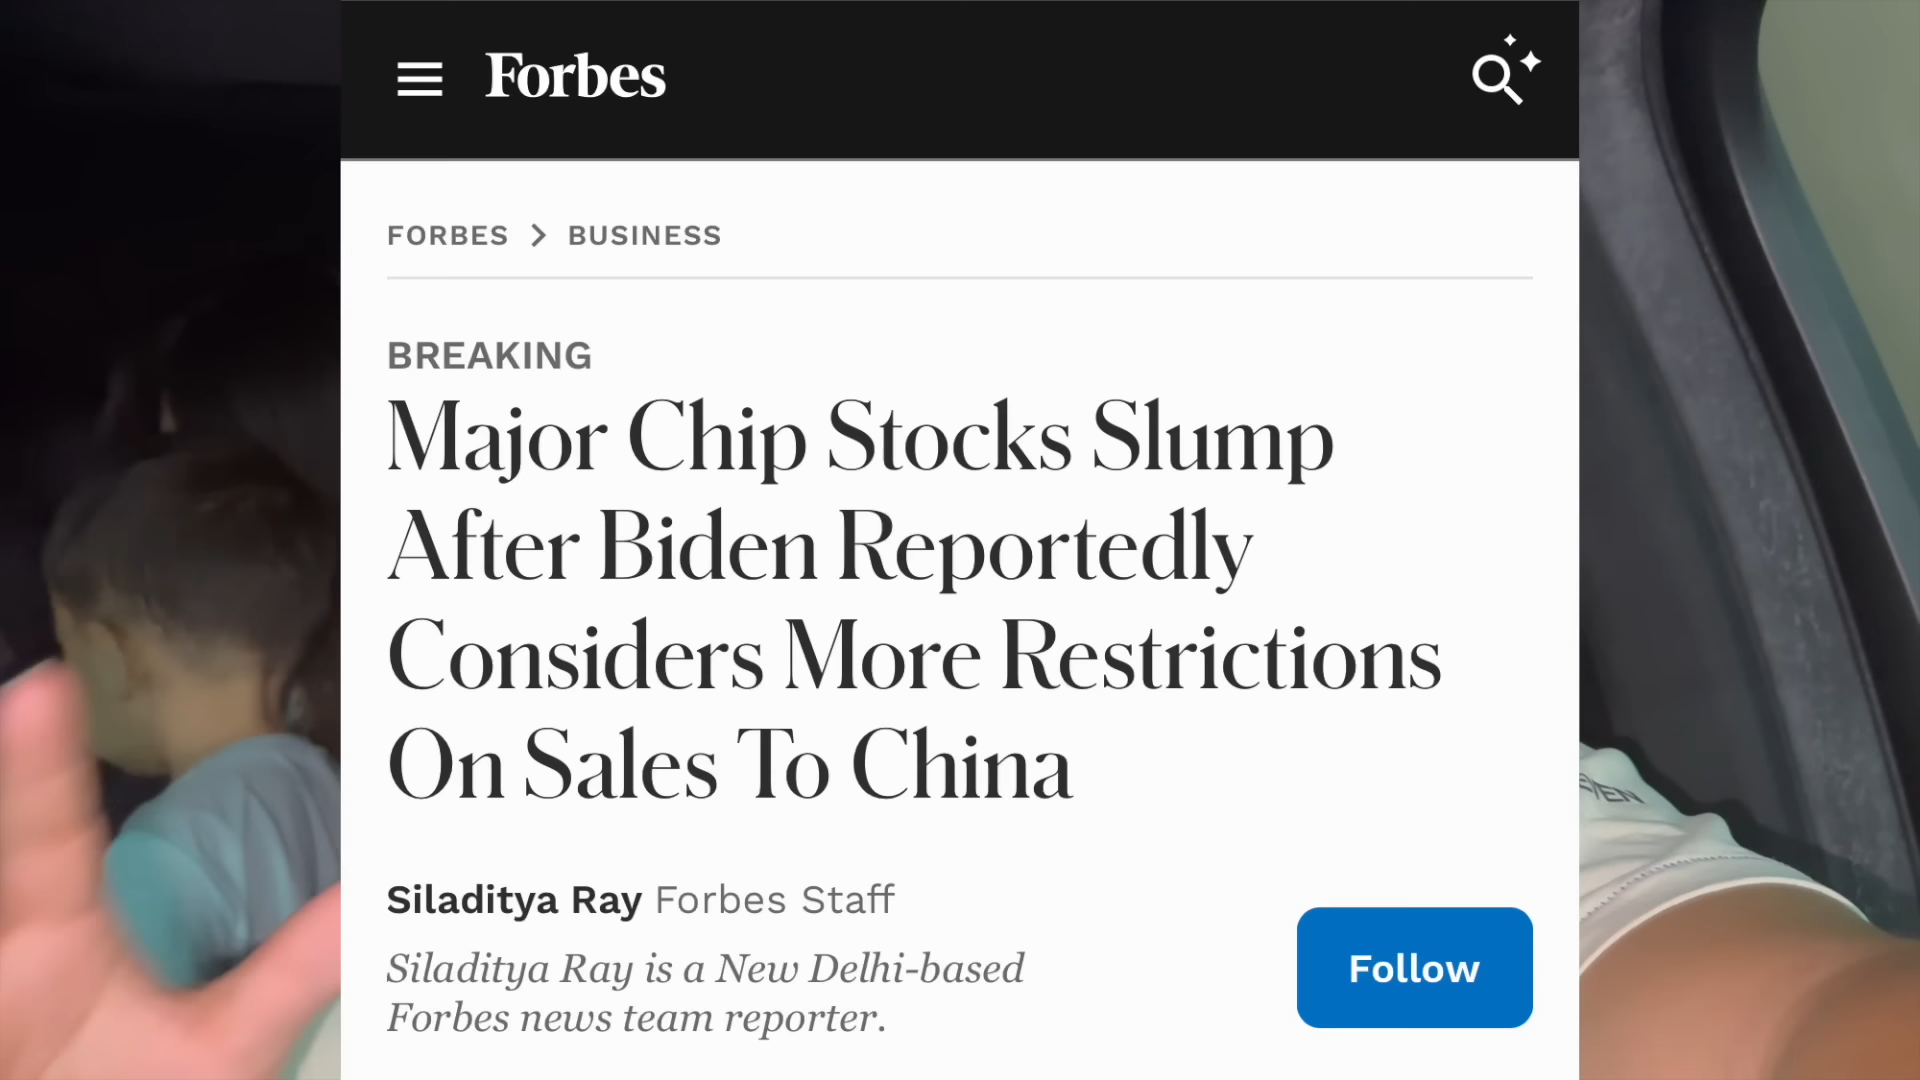 Forbes
FORBES > BUSINESS
BREAKING
Major Chip Stocks Slump
After Biden Reportedly
Considers More Restrictions
On Sales To China
Siladitya Ray Forbes Staff
Siladitya Ray is a New Delhi-based
Forbes news team reporter.
Follow